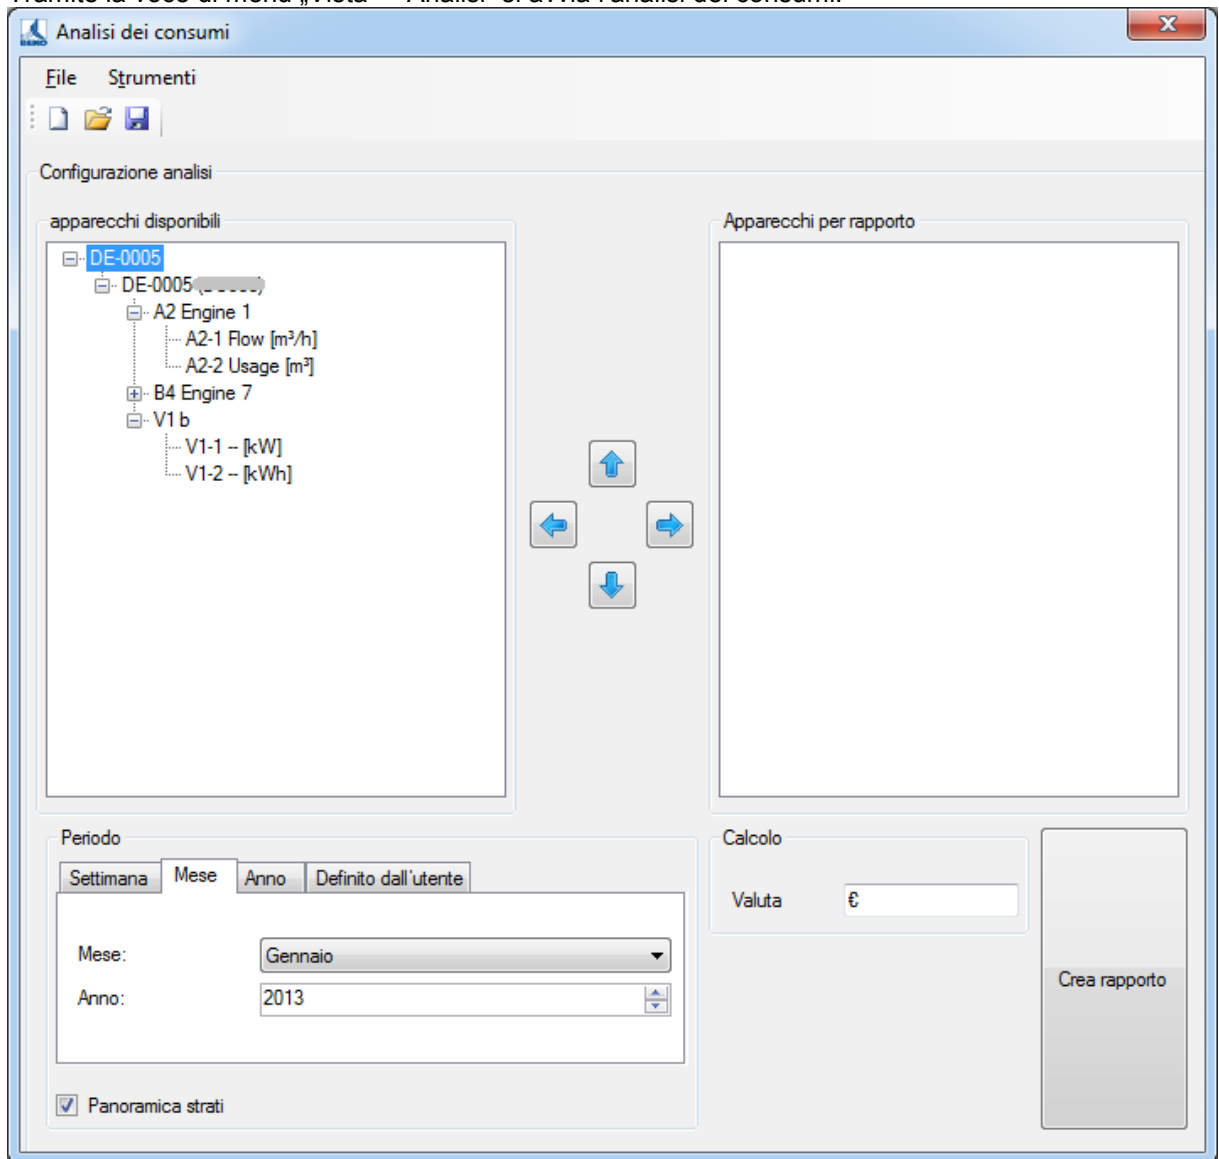 Analisi dei consumi
File Strumenti
Configurazione analisi
apparecchi disponibili
Apparecchi per rapporto
DE-0005
DE-0005
A2 Engine 1
A2-1 Flow [m³/h]
A2-2 Usage [m³]
B4 Engine 7
V1 b
V1-1 -- [kW]
V1-2 -- [kWh]
Periodo
Settimana Mese Anno Definito dall'utente
Mese: Gennaio
Anno: 2013
Panoramica strati
Calcolo
Valuta €
Crea rapporto